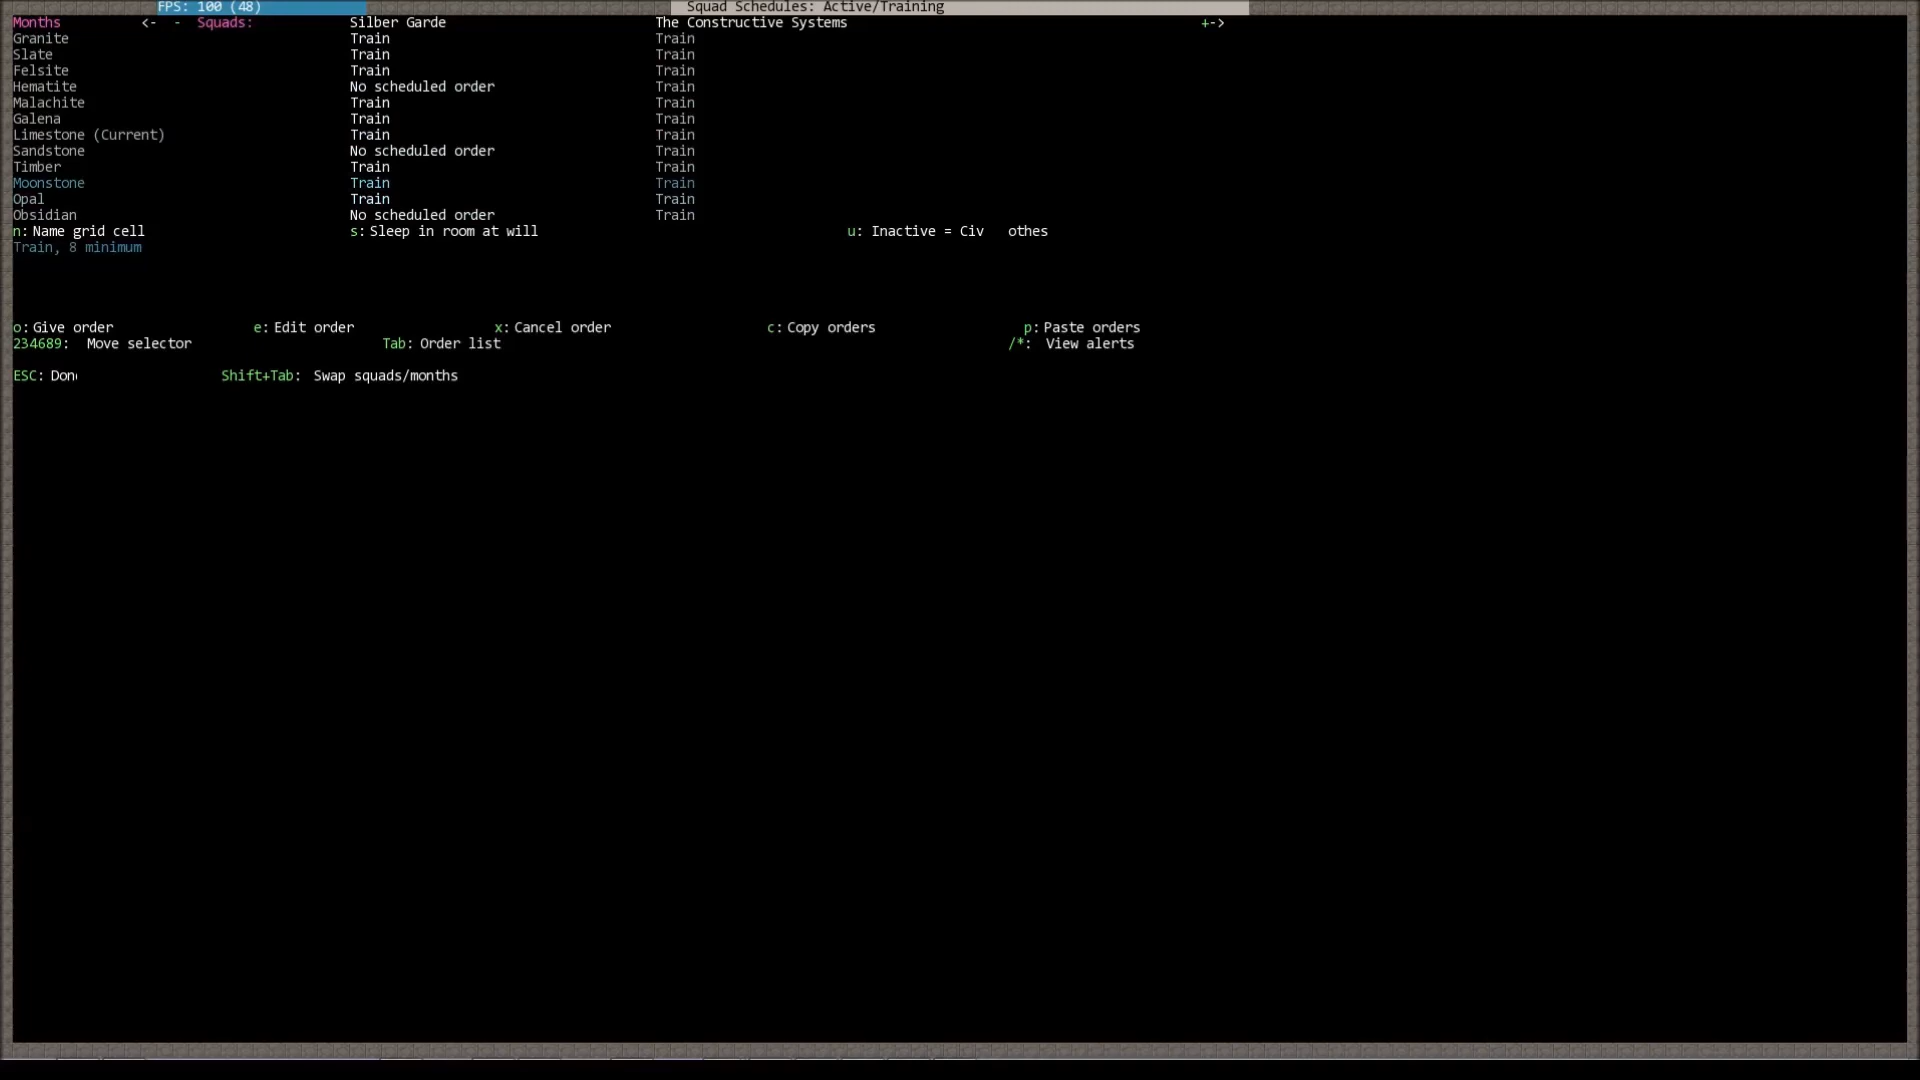 FPS: 100 (48) Squad Schedules: Active/Training
Months <- - Squads: Silber Garde The Constructive Systems +->
Granite Train Train
Slate Train Train
Felsite Train Train
Hematite No scheduled order Train
Malachite Train Train
Galena Train Train
Limestone (Current) Train Train
Sandstone No scheduled order Train
Timber Train Train
Moonstone Train Train
Opal Train Train
Obsidian No scheduled order Train
n: Name grid cell s: Sleep in room at will u: Inactive = Civ othes
Train, 8 minimum
o: Give order e: Edit order x: Cancel order c: Copy orders p: Paste orders
234689: Move selector Tab: Order list /*: View alerts
ESC: Don Shift+Tab: Swap squads/months